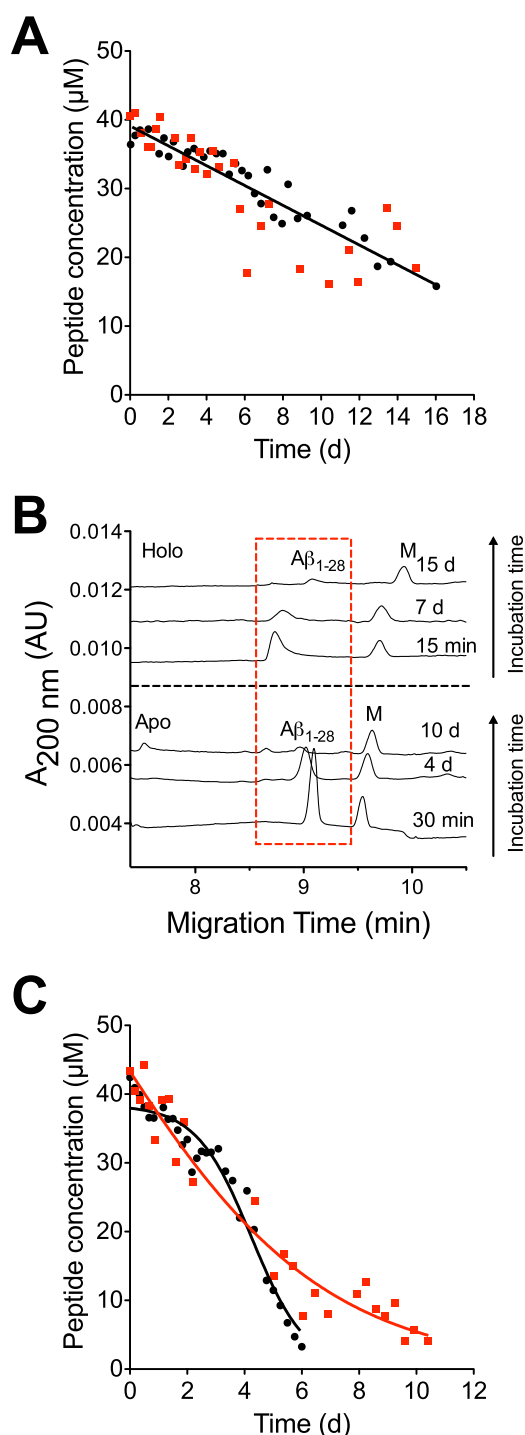 A
Peptide concentration (µM)
50
40
30
20
10
0
0 2 4 6 8 10 12 14 16 18
Time (d)
B
A200 nm (AU)
0.014
0.012
0.010
0.008
0.006
0.004
Holo
Aβ1-28
M
15 d
7 d
15 min
Incubation time
Apo
Aβ1-28
M
10 d
4 d
30 min
Incubation time
8 9 10
Migration Time (min)
C
Peptide concentration (µM)
50
40
30
20
10
0
0 2 4 6 8 10 12
Time (d)